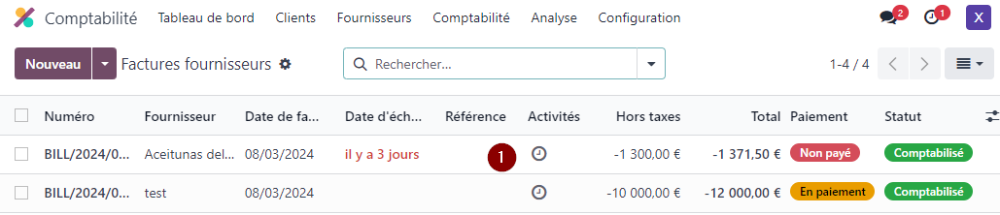 Comptabilité Tableau de bord Clients Fournisseurs Comptabilité Analyse Configuration 2 1 X
Nouveau Factures fournisseurs Rechercher... 1-4 / 4
Numéro Fournisseur Date de fa... Date d'éch... Référence Activités Hors taxes Total Paiement Statut
BILL/2024/0... Aceitunas del... 08/03/2024 il y a 3 jours 1 -1 300,00 € -1 371,50 € Non payé Comptabilisé
BILL/2024/0... test 08/03/2024 -10 000,00 € -12 000,00 € En paiement Comptabilisé